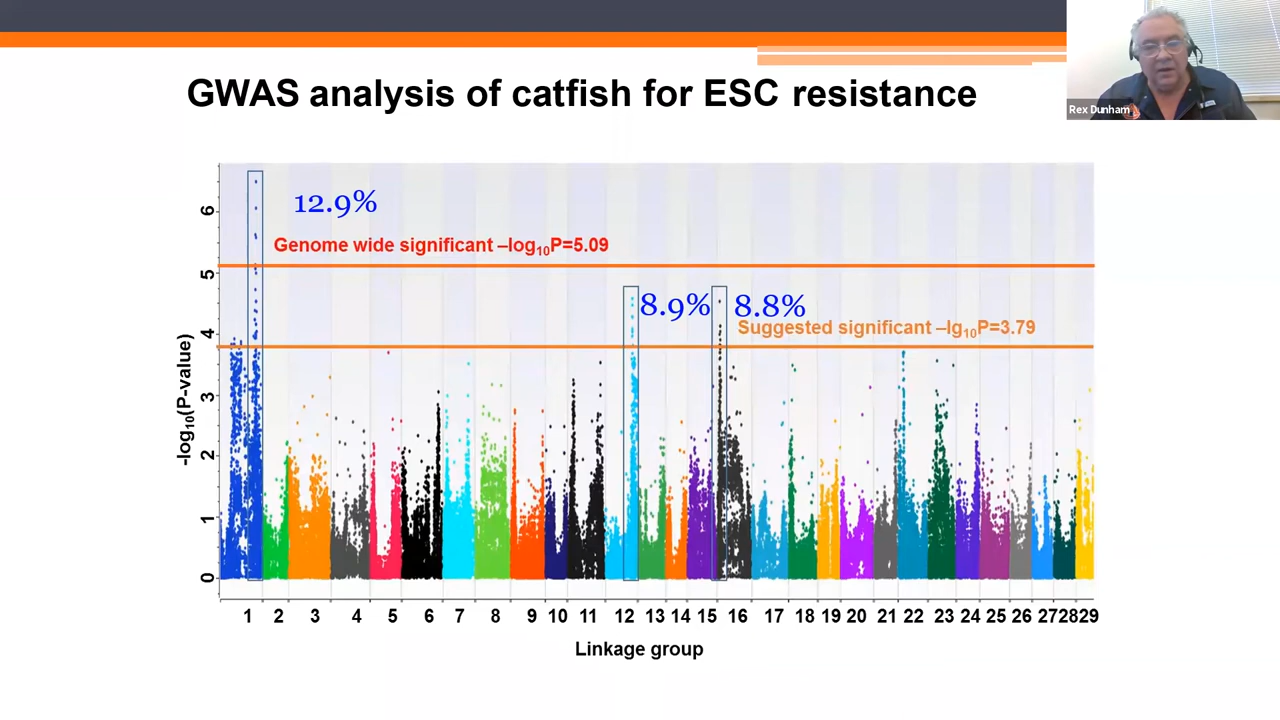 GWAS analysis of catfish for ESC resistance
Rex Dunham
12.9%
Genome wide significant –log10P=5.09
8.9%
8.8%
Suggested significant –lg10P=3.79
-log10(P-value)
6
5
4
3
2
1
0
1 2 3 4 5 6 7 8 9 10 11 12 13 14 15 16 17 18 19 20 21 22 23 24 25 26 27 28 29
Linkage group